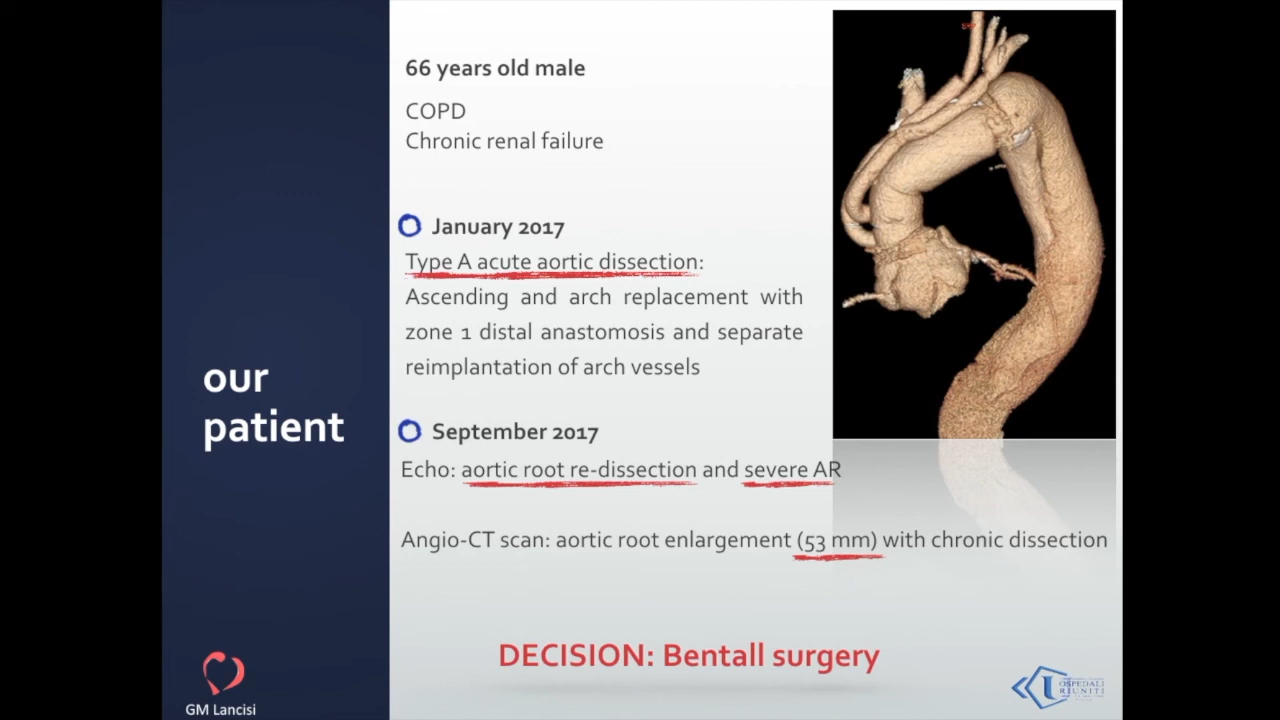 66 years old male
COPD
Chronic renal failure
January 2017
Type A acute aortic dissection:
Ascending and arch replacement with
zone 1 distal anastomosis and separate
reimplantation of arch vessels
our
patient
September 2017
Echo: aortic root re-dissection and severe AR
Angio-CT scan: aortic root enlargement (53 mm) with chronic dissection
DECISION: Bentall surgery
GM Lancisi
OSPEDALI
RIUNITI